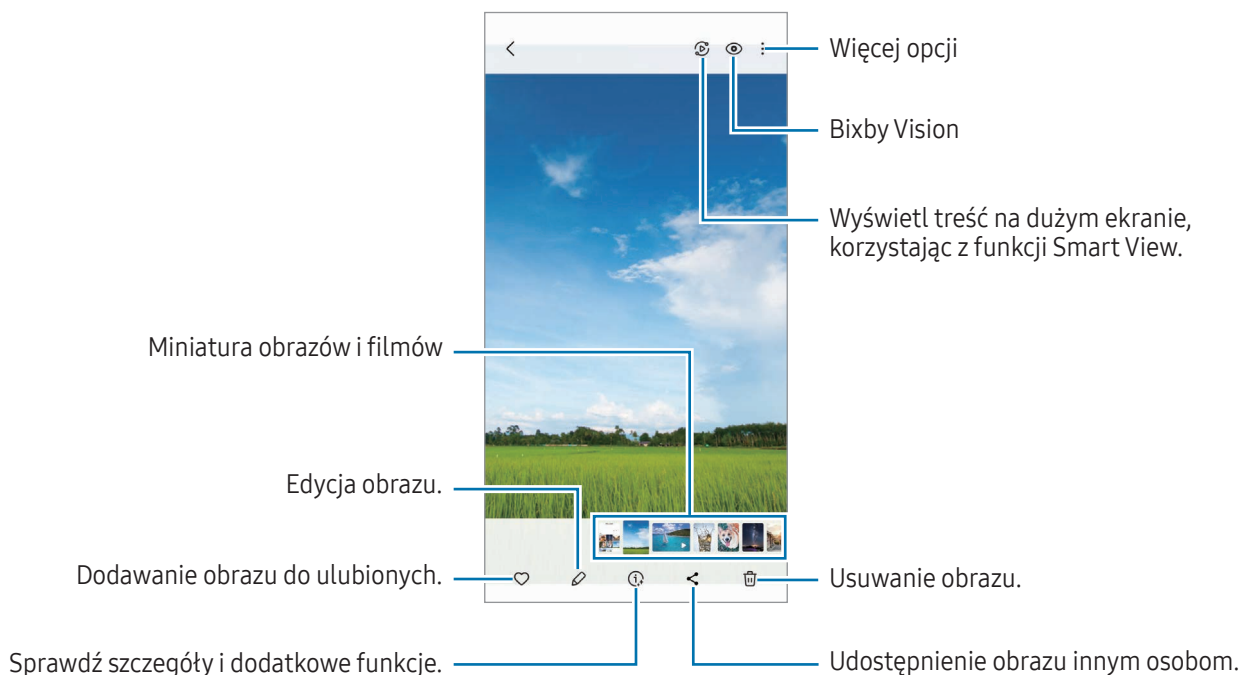 Więcej opcji
Bixby Vision
Wyświetl treść na dużym ekranie,
korzystając z funkcji Smart View.
Miniatura obrazów i filmów
Edycja obrazu.
Dodawanie obrazu do ulubionych.
Usuwanie obrazu.
Sprawdź szczegóły i dodatkowe funkcje.
Udostępnienie obrazu innym osobom.